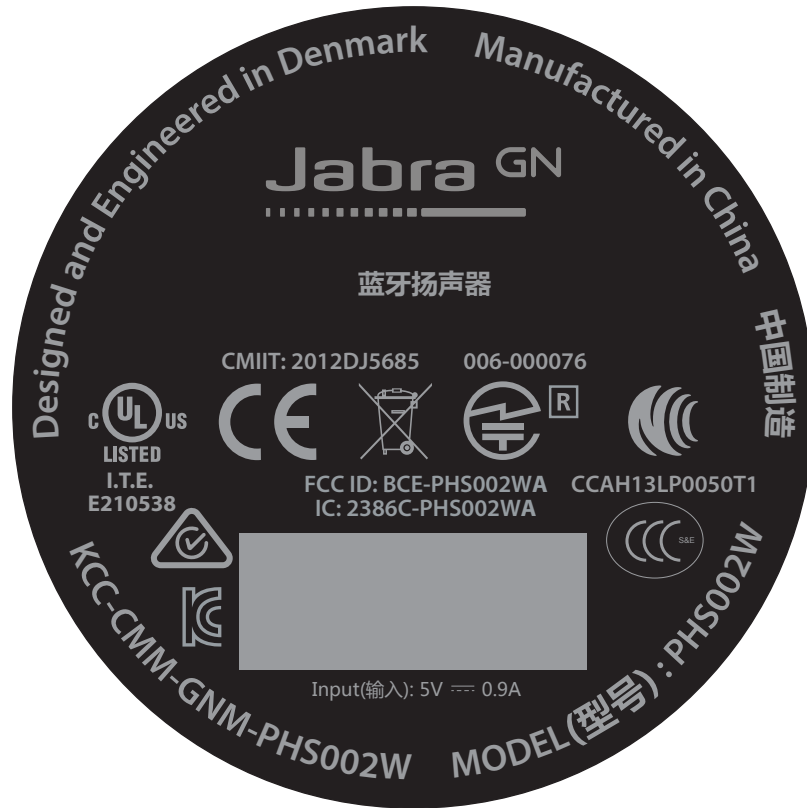 Designed and Engineered in Denmark
Manufactured in China
中国制造
Jabra GN
蓝牙扬声器
CMIIT: 2012DJ5685
006-000076
C UL US
LISTED
I.T.E.
E210538
CE
R
FCC ID: BCE-PHS002WA
IC: 2386C-PHS002WA
CCAH13LP0050T1
CCC S&E
KC
Input(输入): 5V ⎓ 0.9A
KCC-CMM-GNM-PHS002W
MODEL(型号) : PHS002W